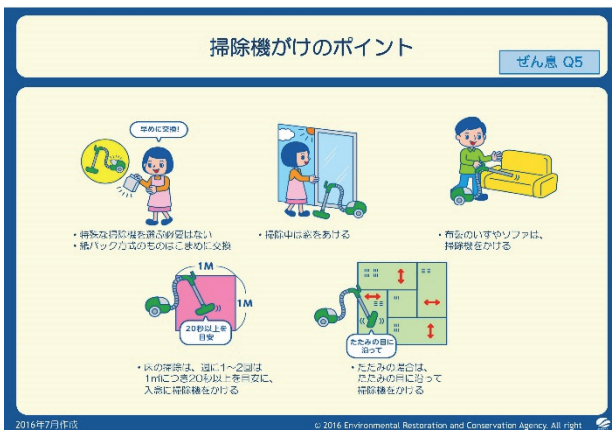 掃除機がけのポイント
ぜん息 Q5
早めに交換!
・特殊な掃除機を選ぶ必要はない
・紙パック方式のものはこまめに交換
・掃除中は窓をあける
・布製のいすやソファは、
掃除機をかける
1M
1M
20秒以上を
目安
・床の掃除は、週に1〜2回は
1㎡につき20秒以上を目安に、
入念に掃除機をかける
たたみの目に
沿って
・たたみの場合は、
たたみの目に沿って
掃除機をかける
2016年7月作成
© 2016 Environmental Restoration and Conservation Agency. All right